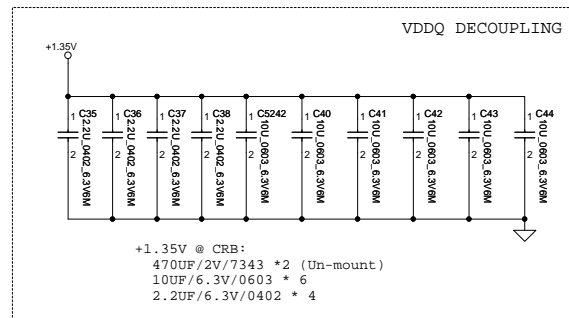 VDDQ DECOUPLING
+1.35V
1 C35 2.2U_0402_6.3V6M 2
1 C36 2.2U_0402_6.3V6M 2
1 C37 2.2U_0402_6.3V6M 2
1 C38 2.2U_0402_6.3V6M 2
1 C5242 10U_0603_6.3V6M 2
1 C40 10U_0603_6.3V6M 2
1 C41 10U_0603_6.3V6M 2
1 C42 10U_0603_6.3V6M 2
1 C43 10U_0603_6.3V6M 2
1 C44 10U_0603_6.3V6M 2
+1.35V @ CRB:
470UF/2V/7343 *2 (Un-mount)
10UF/6.3V/0603 * 6
2.2UF/6.3V/0402 * 4